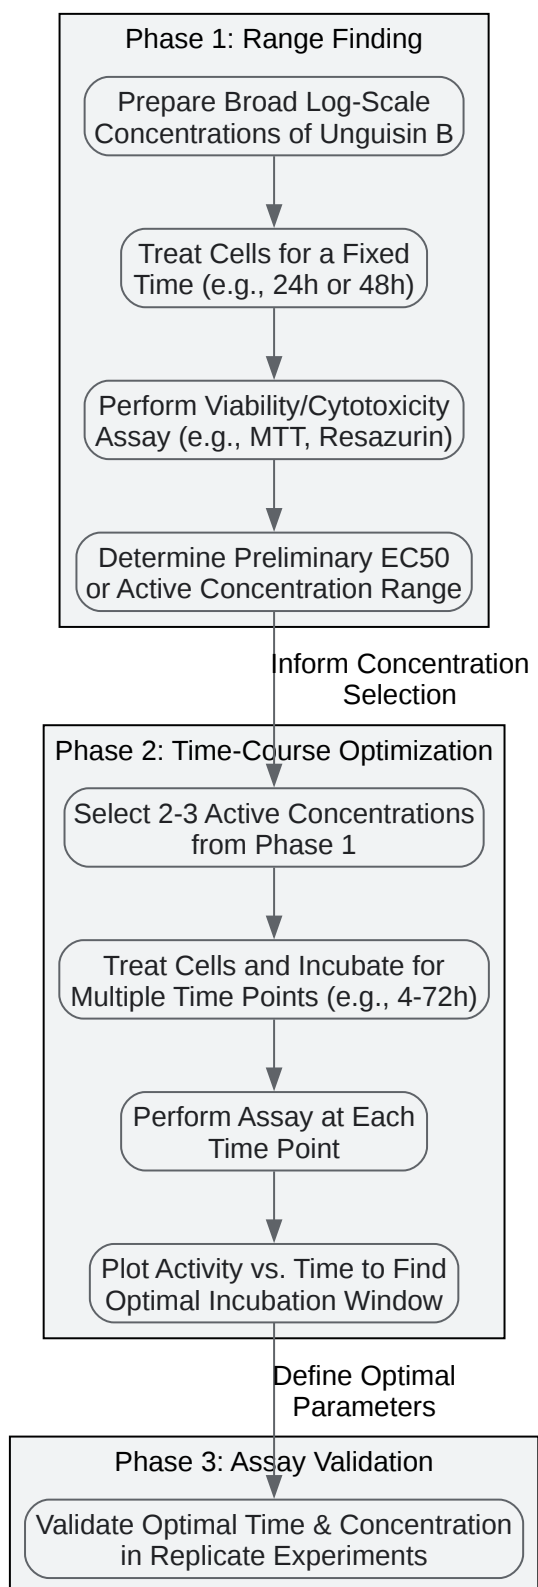 Phase 1: Range Finding
Prepare Broad Log-Scale
Concentrations of Unguisin B
Treat Cells for a Fixed
Time (e.g., 24h or 48h)
Perform Viability/Cytotoxicity
Assay (e.g., MTT, Resazurin)
Determine Preliminary EC50
or Active Concentration Range
Inform Concentration
Selection
Phase 2: Time-Course Optimization
Select 2-3 Active Concentrations
from Phase 1
Treat Cells and Incubate for
Multiple Time Points (e.g., 4-72h)
Perform Assay at Each
Time Point
Plot Activity vs. Time to Find
Optimal Incubation Window
Define Optimal
Parameters
Phase 3: Assay Validation
Validate Optimal Time & Concentration
in Replicate Experiments